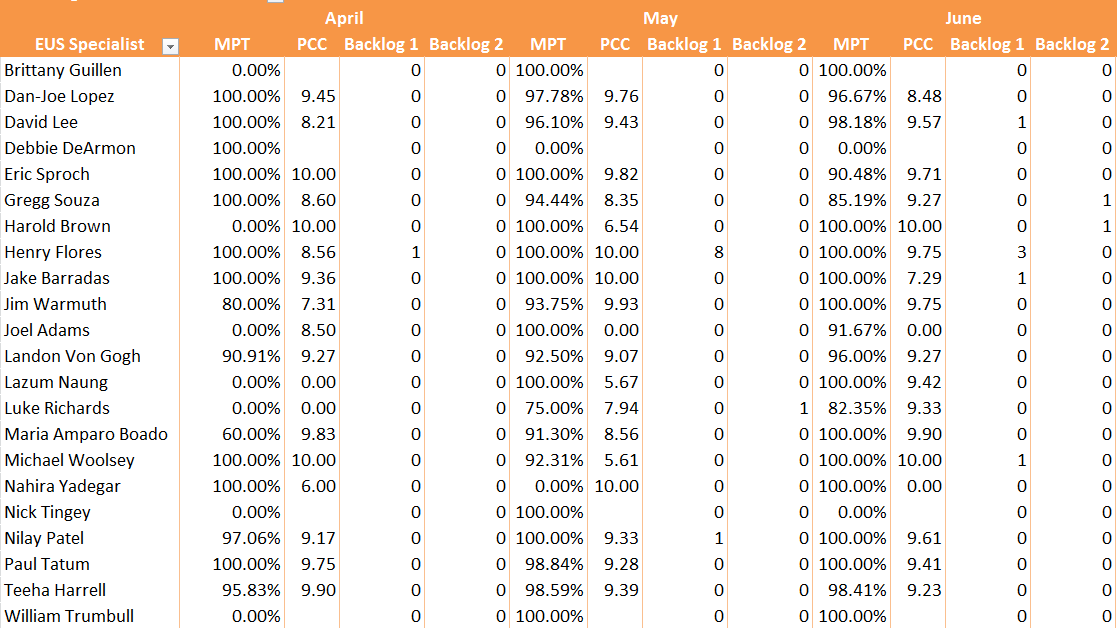 April May June
EUS Specialist MPT PCC Backlog 1 Backlog 2 MPT PCC Backlog 1 Backlog 2 MPT PCC Backlog 1 Backlog 2
Brittany Guillen 0.00% 0 0 100.00% 0 0 100.00% 0 0
Dan-Joe Lopez 100.00% 9.45 0 0 97.78% 9.76 0 0 96.67% 8.48 0 0
David Lee 100.00% 8.21 0 0 96.10% 9.43 0 0 98.18% 9.57 1 0
Debbie DeArmon 100.00% 0 0 0.00% 0 0 0.00% 0 0
Eric Sproch 100.00% 10.00 0 0 100.00% 9.82 0 0 90.48% 9.71 0 0
Gregg Souza 100.00% 8.60 0 0 94.44% 8.35 0 0 85.19% 9.27 0 1
Harold Brown 0.00% 10.00 0 0 100.00% 6.54 0 0 100.00% 10.00 0 1
Henry Flores 100.00% 8.56 1 0 100.00% 10.00 8 0 100.00% 9.75 3 0
Jake Barradas 100.00% 9.36 0 0 100.00% 10.00 0 0 100.00% 7.29 1 0
Jim Warmuth 80.00% 7.31 0 0 93.75% 9.93 0 0 100.00% 9.75 0 0
Joel Adams 0.00% 8.50 0 0 100.00% 0.00 0 0 91.67% 0.00 0 0
Landon Von Gogh 90.91% 9.27 0 0 92.50% 9.07 0 0 96.00% 9.27 0 0
Lazum Naung 0.00% 0.00 0 0 100.00% 5.67 0 0 100.00% 9.42 0 0
Luke Richards 0.00% 0.00 0 0 75.00% 7.94 0 1 82.35% 9.33 0 0
Maria Amparo Boado 60.00% 9.83 0 0 91.30% 8.56 0 0 100.00% 9.90 0 0
Michael Woolsey 100.00% 10.00 0 0 92.31% 5.61 0 0 100.00% 10.00 1 0
Nahira Yadegar 100.00% 6.00 0 0 0.00% 10.00 0 0 100.00% 0.00 0 0
Nick Tingey 0.00% 0 0 100.00% 0 0 0.00% 0 0
Nilay Patel 97.06% 9.17 0 0 100.00% 9.33 1 0 100.00% 9.61 0 0
Paul Tatum 100.00% 9.75 0 0 98.84% 9.28 0 0 100.00% 9.41 0 0
Teeha Harrell 95.83% 9.90 0 0 98.59% 9.39 0 0 98.41% 9.23 0 0
William Trumbull 0.00% 0 0 100.00% 0 0 100.00% 0 0